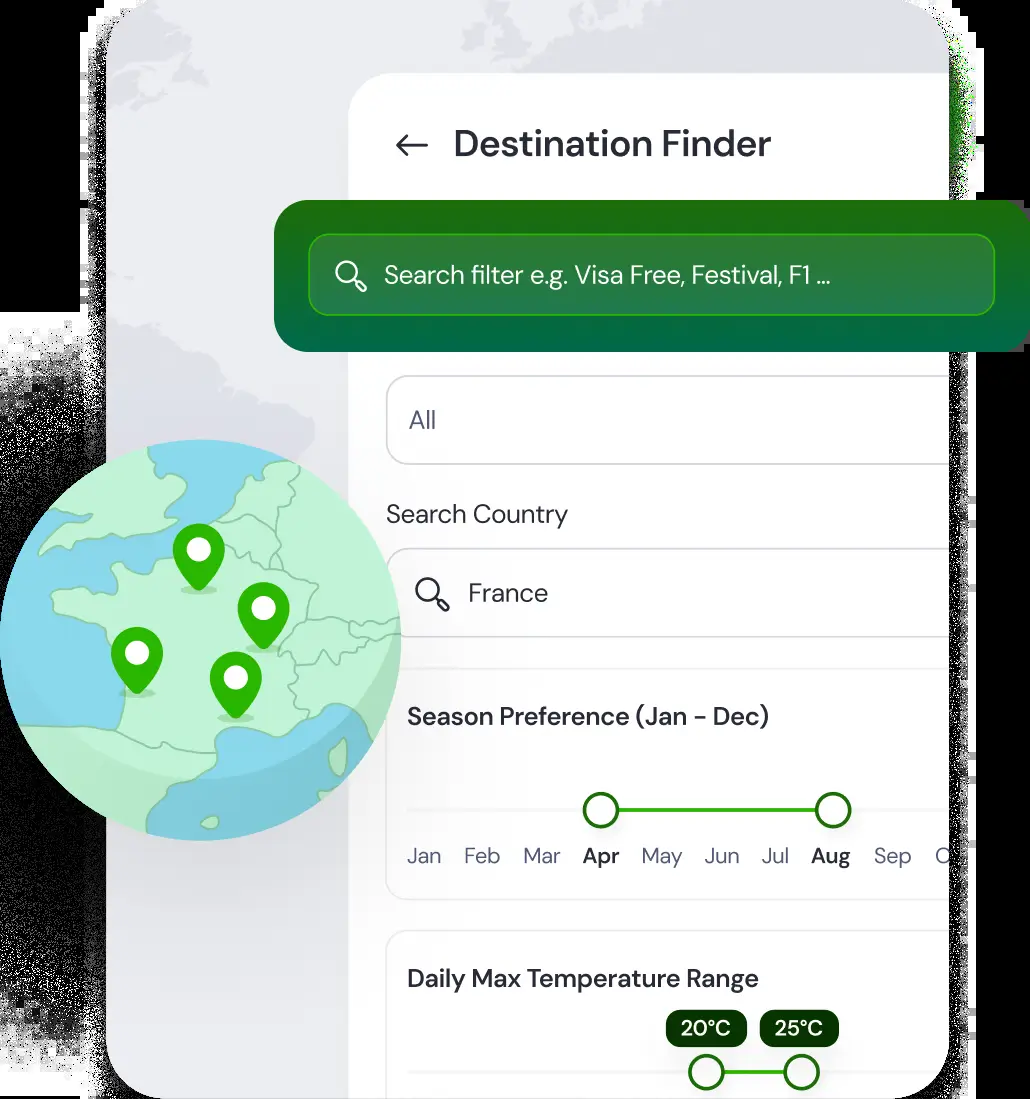 Destination Finder
Search filter e.g. Visa Free, Festival, F1 ...
All
Search Country
France
Season Preference (Jan – Dec)
Jan Feb Mar Apr May Jun Jul Aug Sep
Daily Max Temperature Range
20°C 25°C